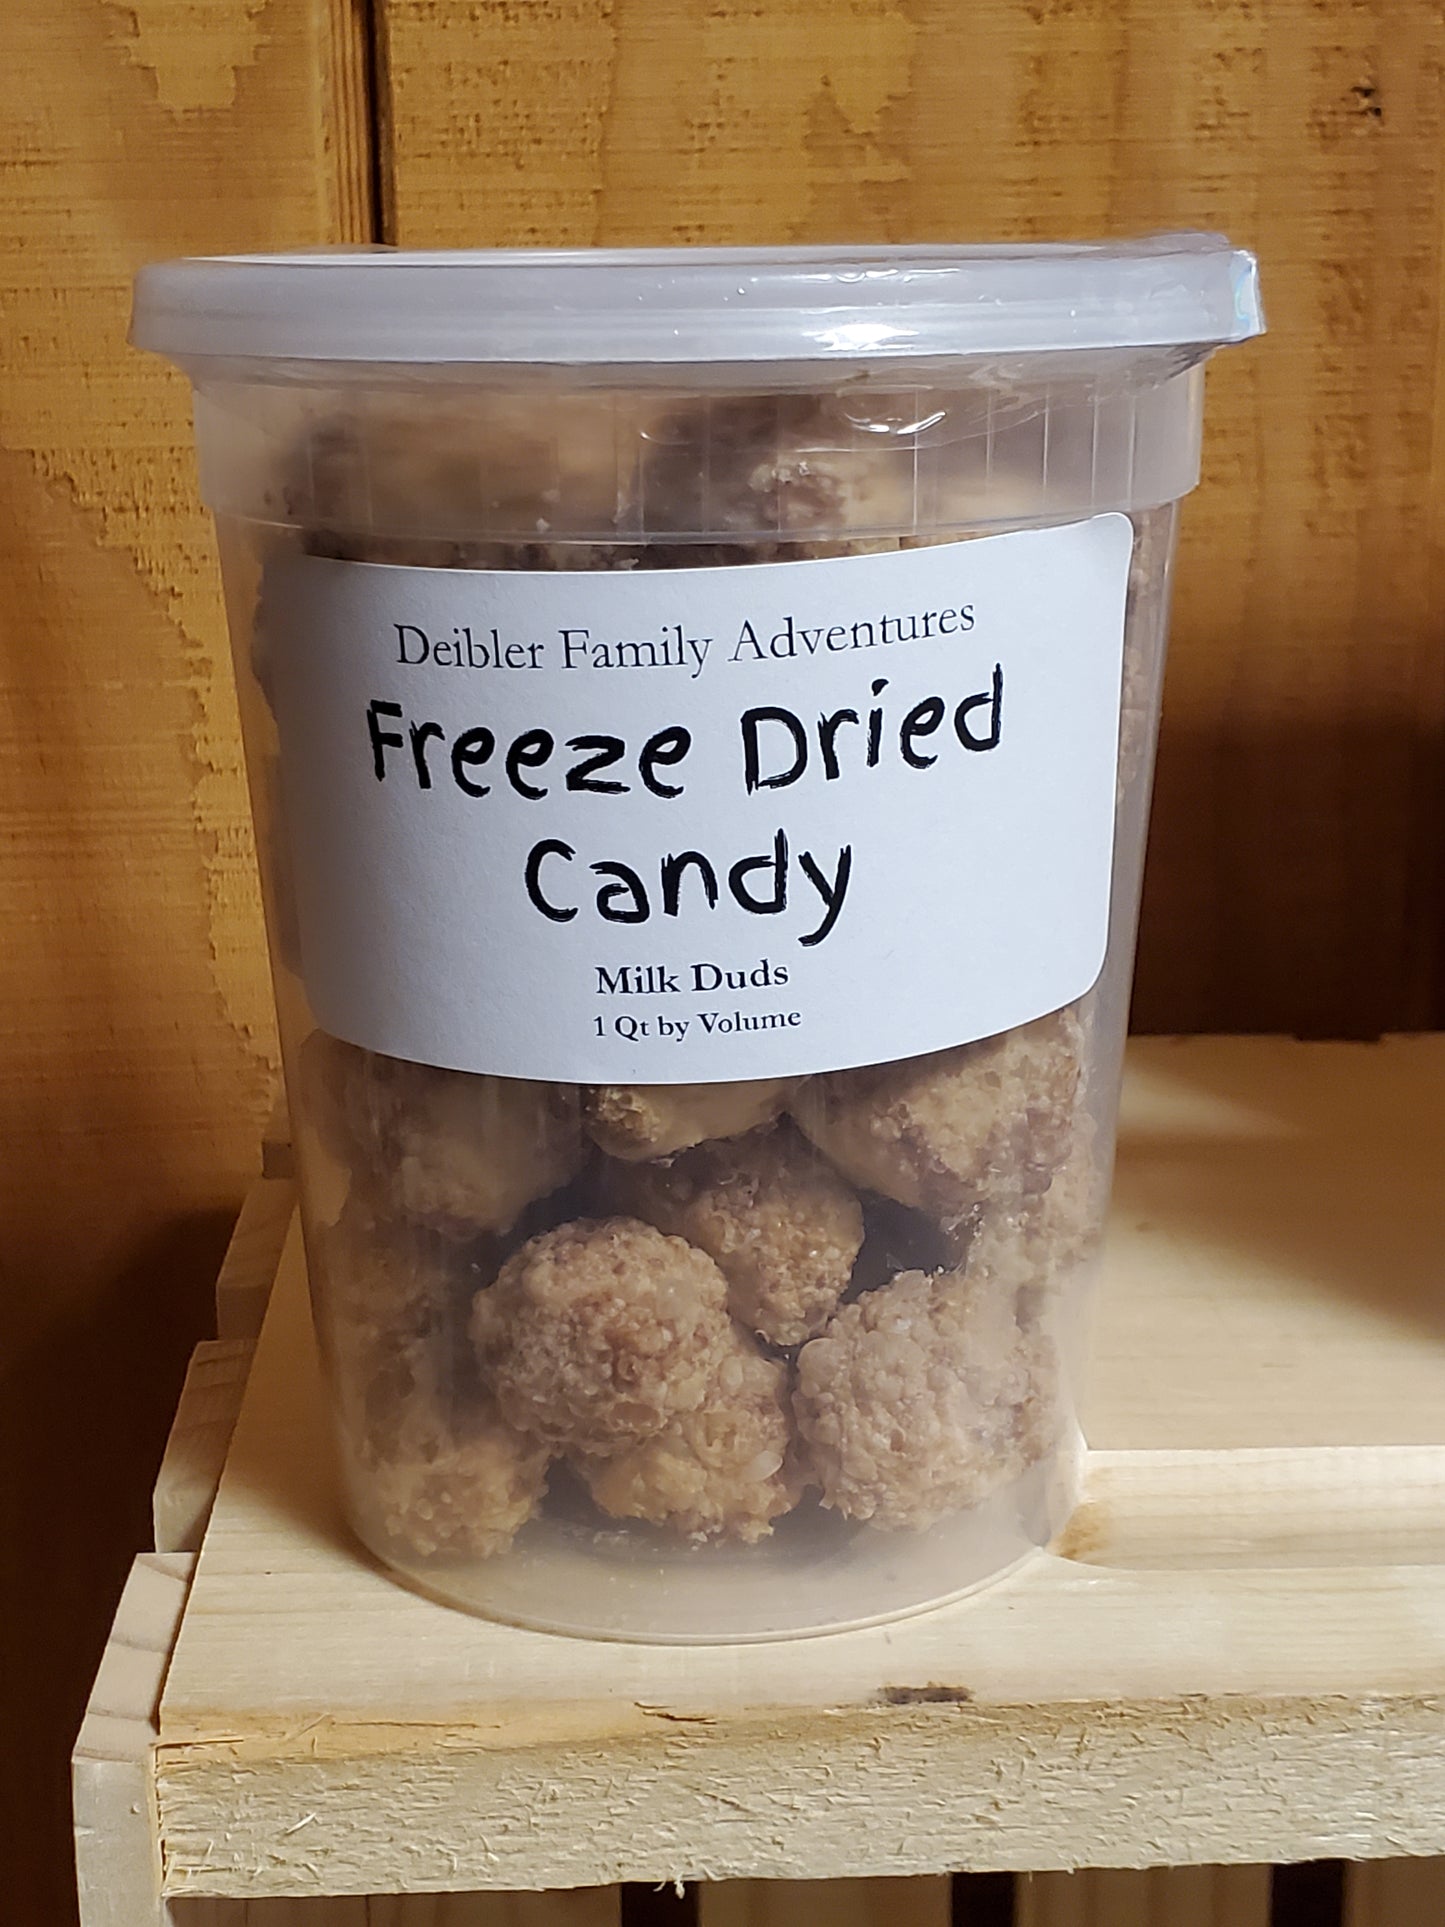 Deibler Family Adventures
Freeze Dried
Candy
Milk Duds
1 Qt by Volume